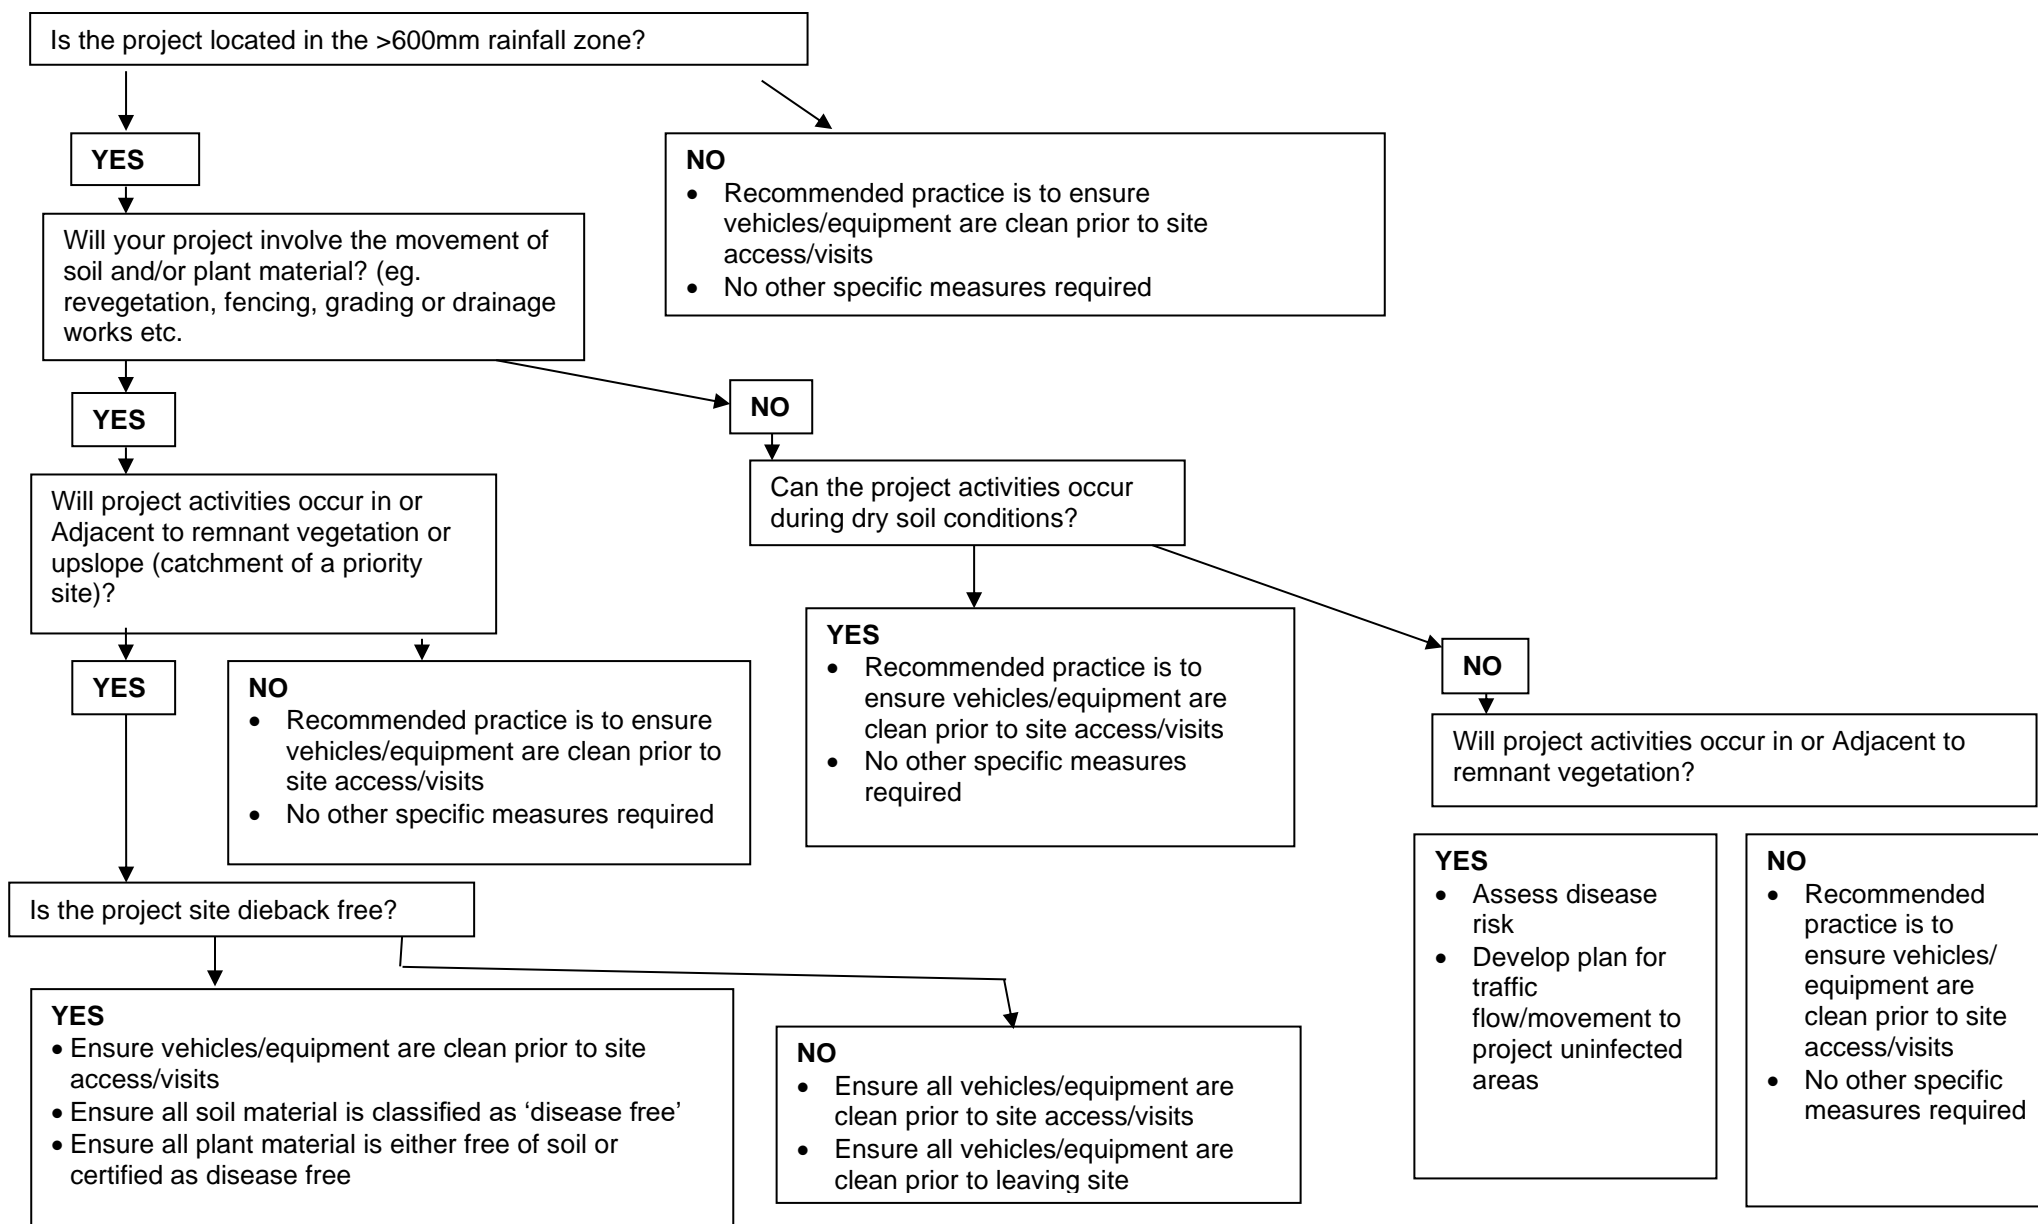 Is the project located in the >600mm rainfall zone?
YES
NO
• Recommended practice is to ensure
vehicles/equipment are clean prior to site
access/visits
• No other specific measures required
Will your project involve the movement of
soil and/or plant material? (eg.
revegetation, fencing, grading or drainage
works etc.
YES
NO
Will project activities occur in or
Adjacent to remnant vegetation or
upslope (catchment of a priority
site)?
Can the project activities occur
during dry soil conditions?
YES
NO
• Recommended practice is to ensure
vehicles/equipment are clean prior to
site access/visits
• No other specific measures required
YES
• Recommended practice is to
ensure vehicles/equipment are
clean prior to site access/visits
• No other specific measures
required
NO
Will project activities occur in or Adjacent to
remnant vegetation?
YES
• Assess disease
risk
• Develop plan for
traffic
flow/movement to
project uninfected
areas
NO
• Recommended
practice is to
ensure vehicles/
equipment are
clean prior to site
access/visits
• No other specific
measures required
Is the project site dieback free?
YES
• Ensure vehicles/equipment are clean prior to site
access/visits
• Ensure all soil material is classified as ‘disease free’
• Ensure all plant material is either free of soil or
certified as disease free
NO
• Ensure all vehicles/equipment are
clean prior to site access/visits
• Ensure all vehicles/equipment are
clean prior to leaving site